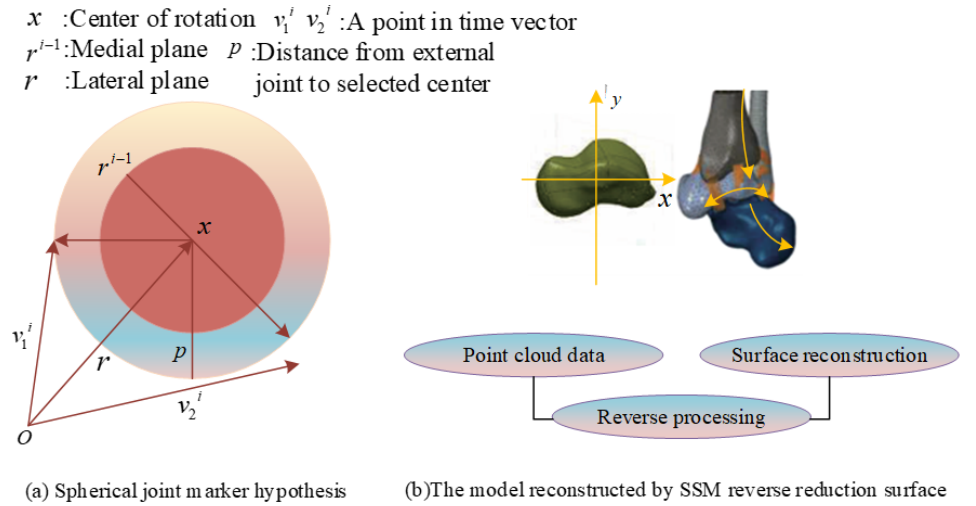 x :Center of rotation v₁ⁱ v₂ⁱ :A point in time vector
rⁱ⁻¹:Medial plane p :Distance from external
r :Lateral plane joint to selected center
rⁱ⁻¹
x
v₁ⁱ
r
p
v₂ⁱ
O
(a) Spherical joint marker hypothesis
y
x
Point cloud data
Surface reconstruction
Reverse processing
(b)The model reconstructed by SSM reverse reduction surface